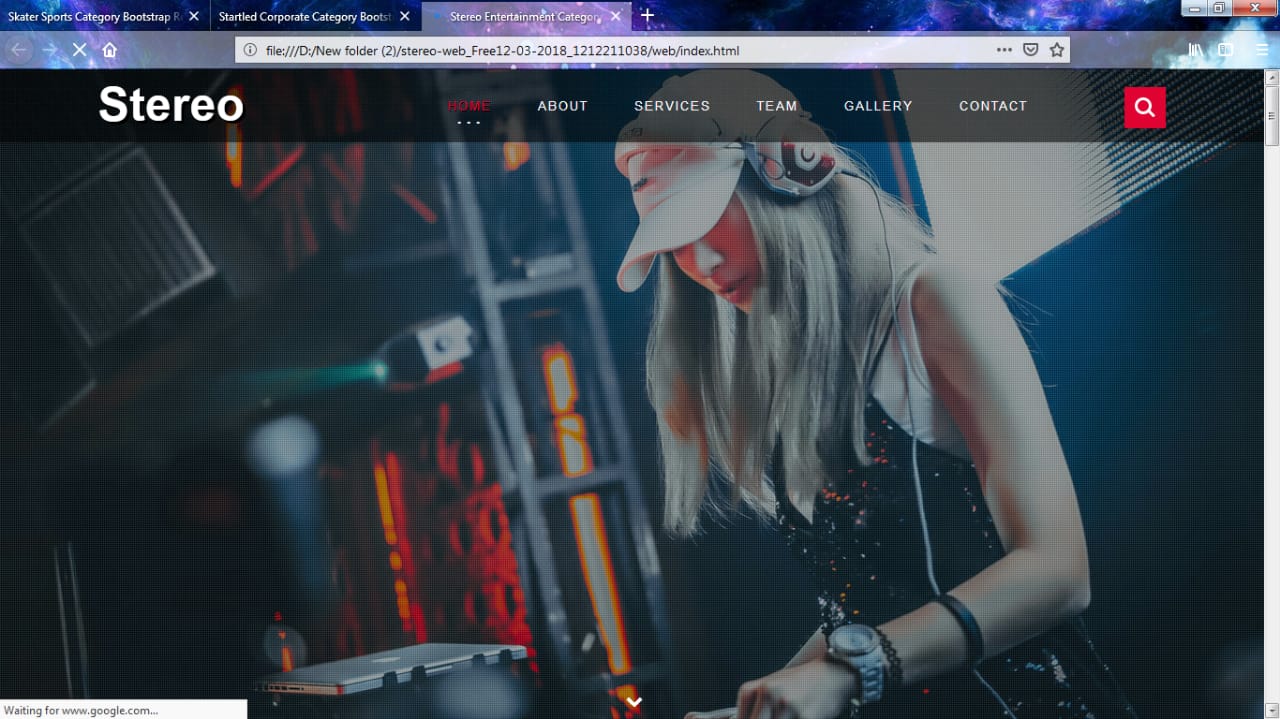 Skater Sports Category Bootstrap R
Startled Corporate Category Bootst
Stereo Entertainment Categor
file:///D:/New folder (2)/stereo-web_Free12-03-2018_1212211038/web/index.html
Stereo
HOME
ABOUT
SERVICES
TEAM
GALLERY
CONTACT
Waiting for www.google.com...